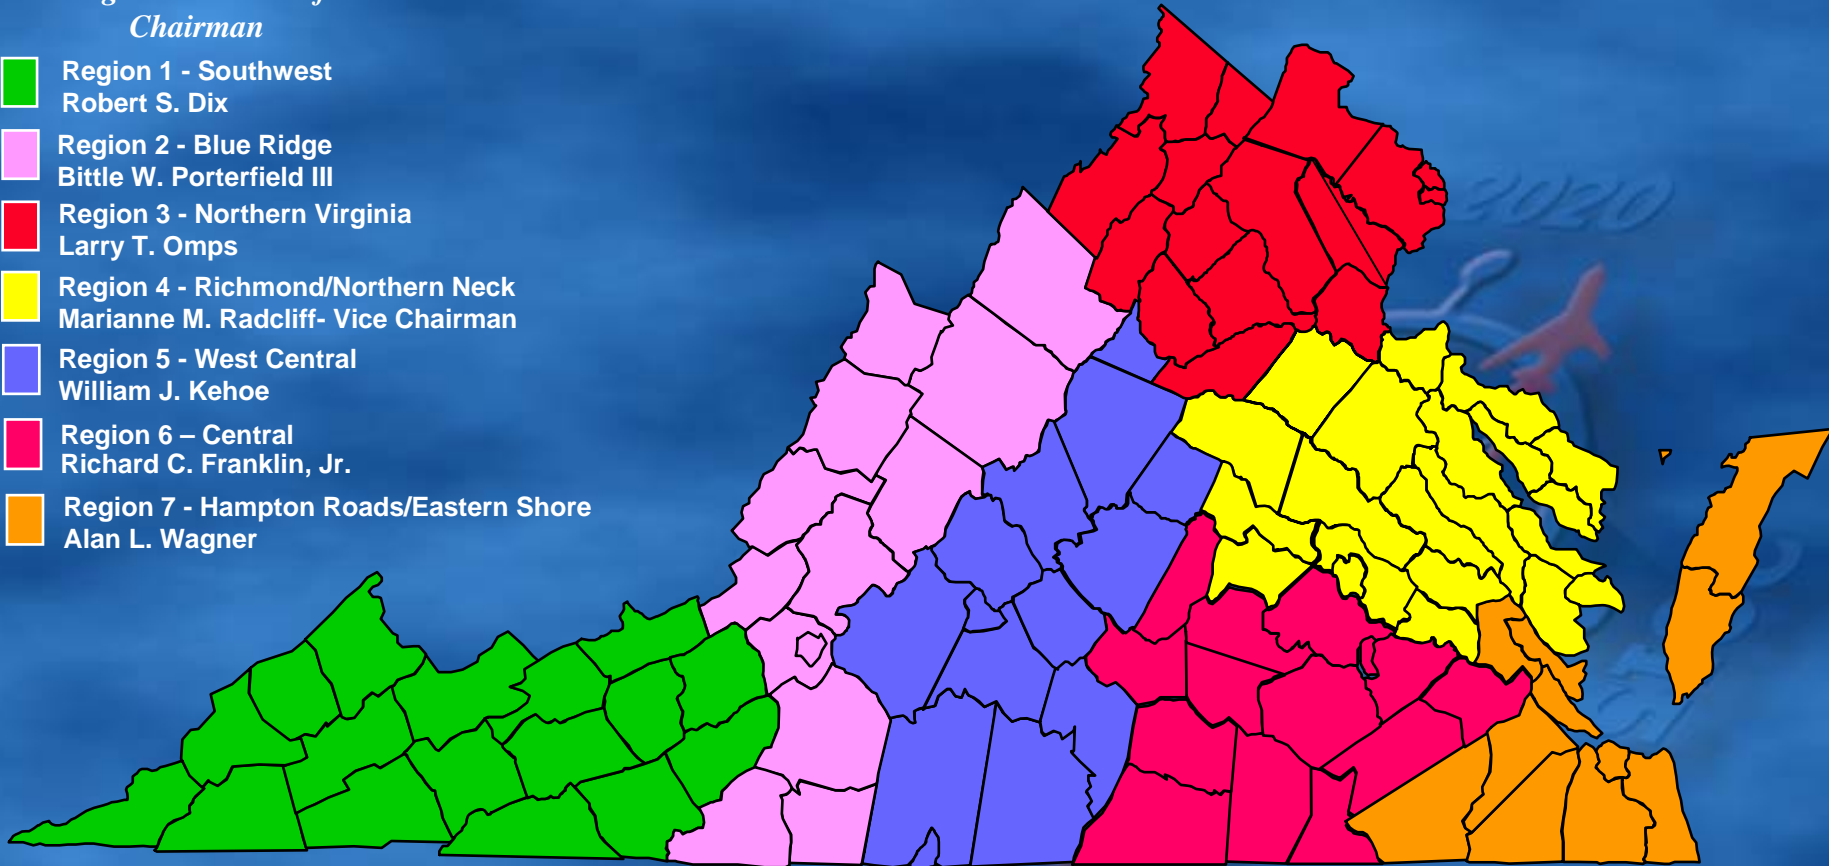 Chairman
Region 1 - Southwest
Robert S. Dix
Region 2 - Blue Ridge
Bittle W. Porterfield III
Region 3 - Northern Virginia
Larry T. Omps
Region 4 - Richmond/Northern Neck
Marianne M. Radcliff- Vice Chairman
Region 5 - West Central
William J. Kehoe
Region 6 – Central
Richard C. Franklin, Jr.
Region 7 - Hampton Roads/Eastern Shore
Alan L. Wagner
2020